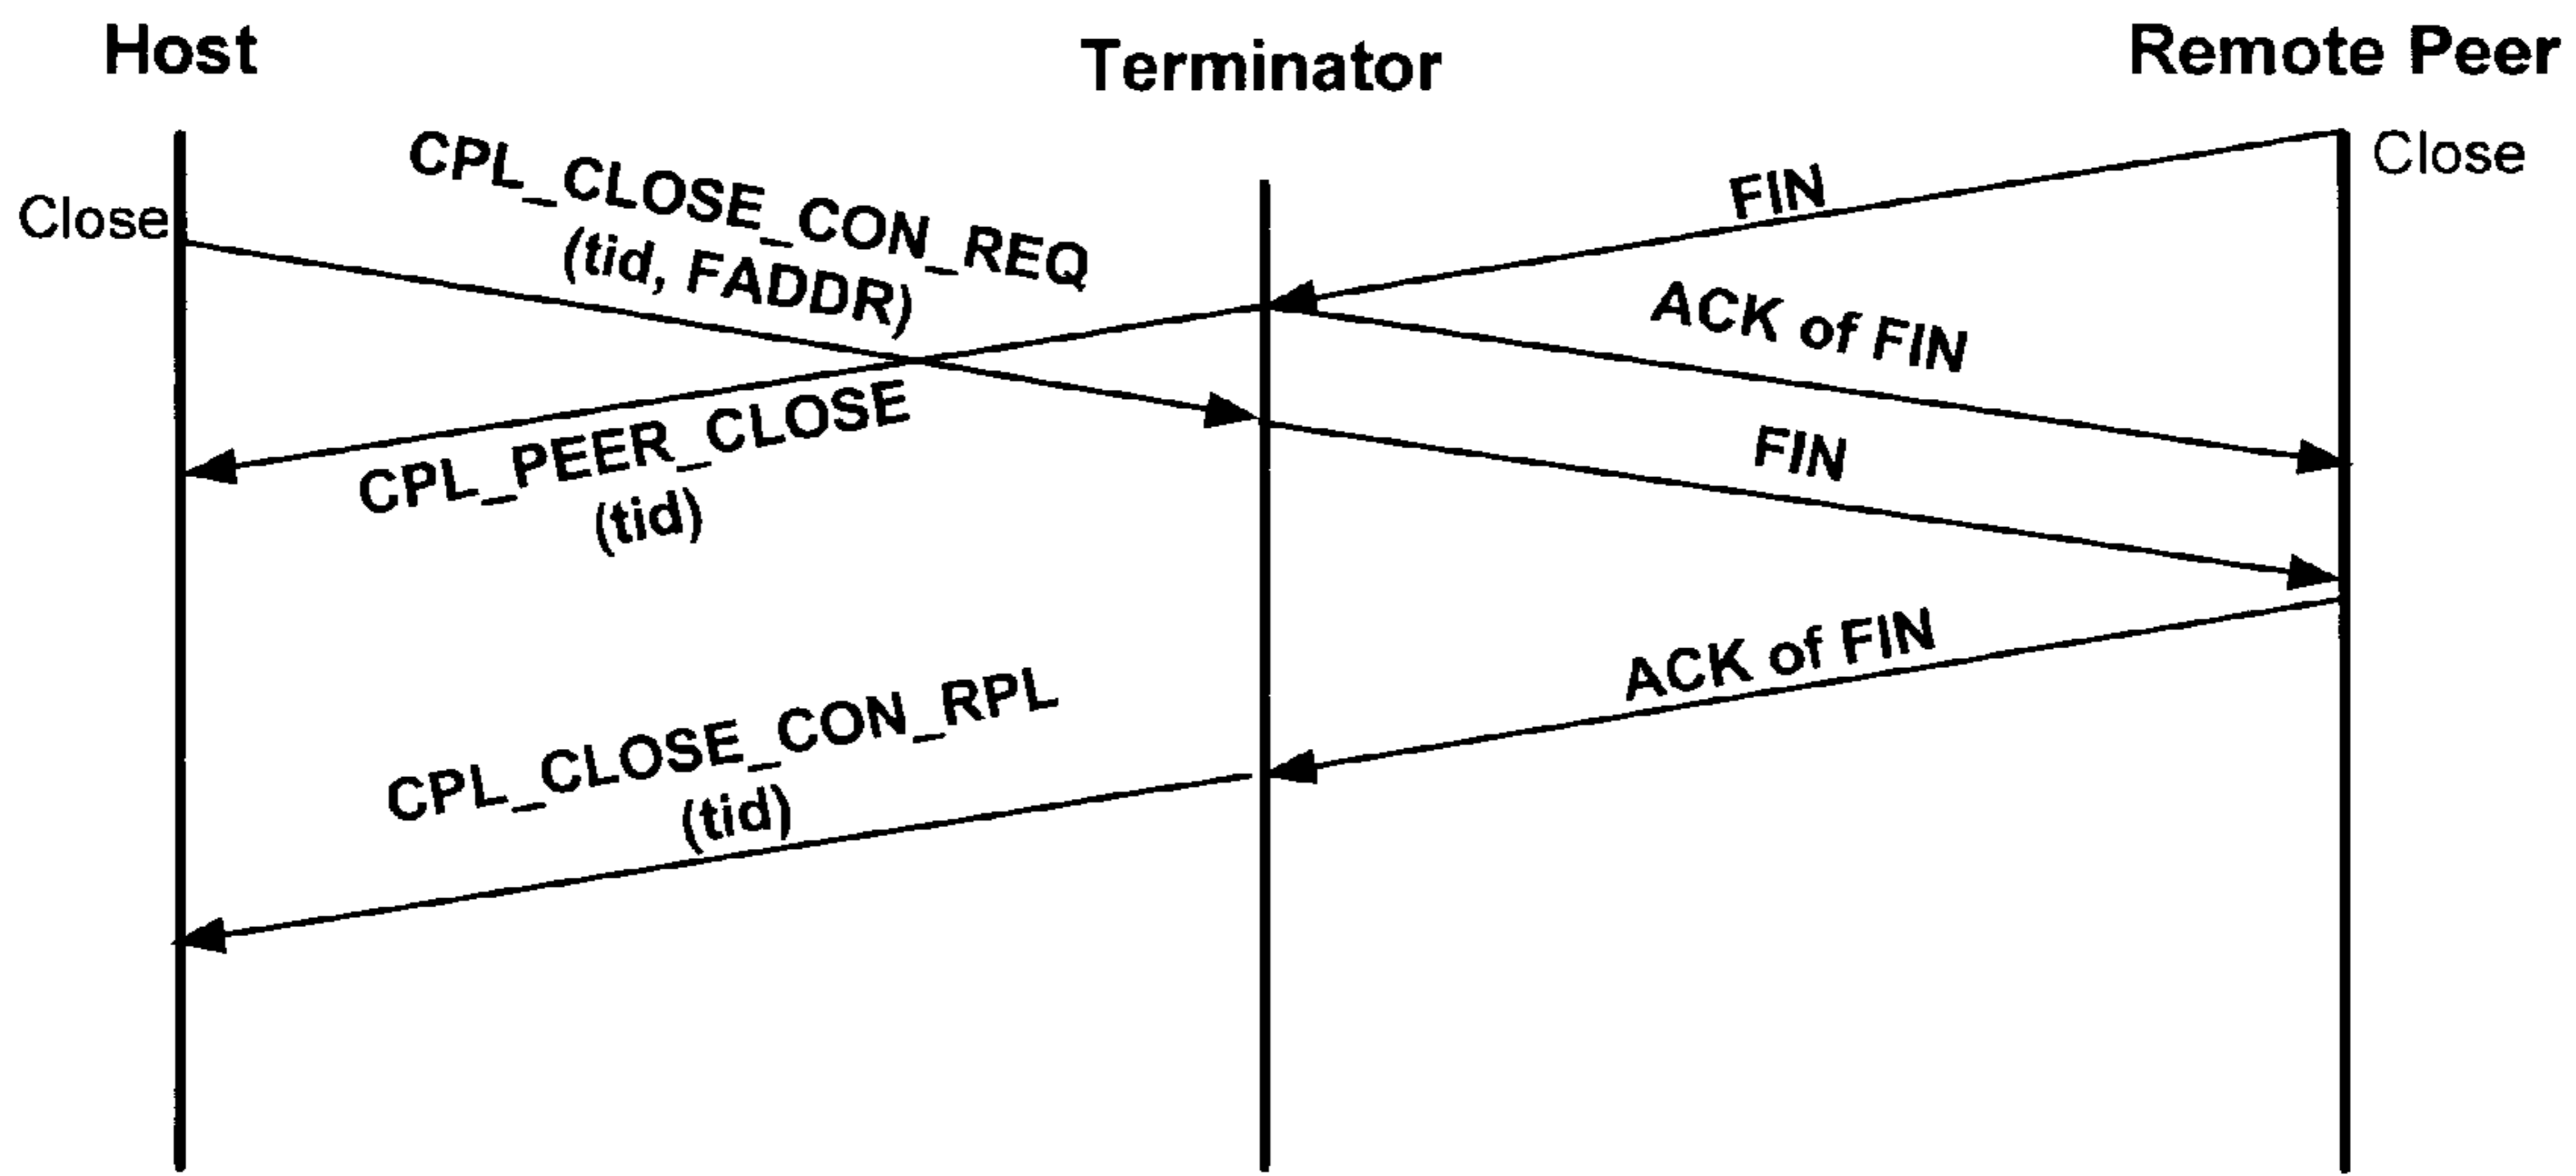 Host
Terminator
Remote Peer
Close
Close
CPL_CLOSE_CON_REQ
(tid, FADDR)
FIN
ACK of FIN
CPL_PEER_CLOSE
(tid)
FIN
ACK of FIN
CPL_CLOSE_CON_RPL
(tid)